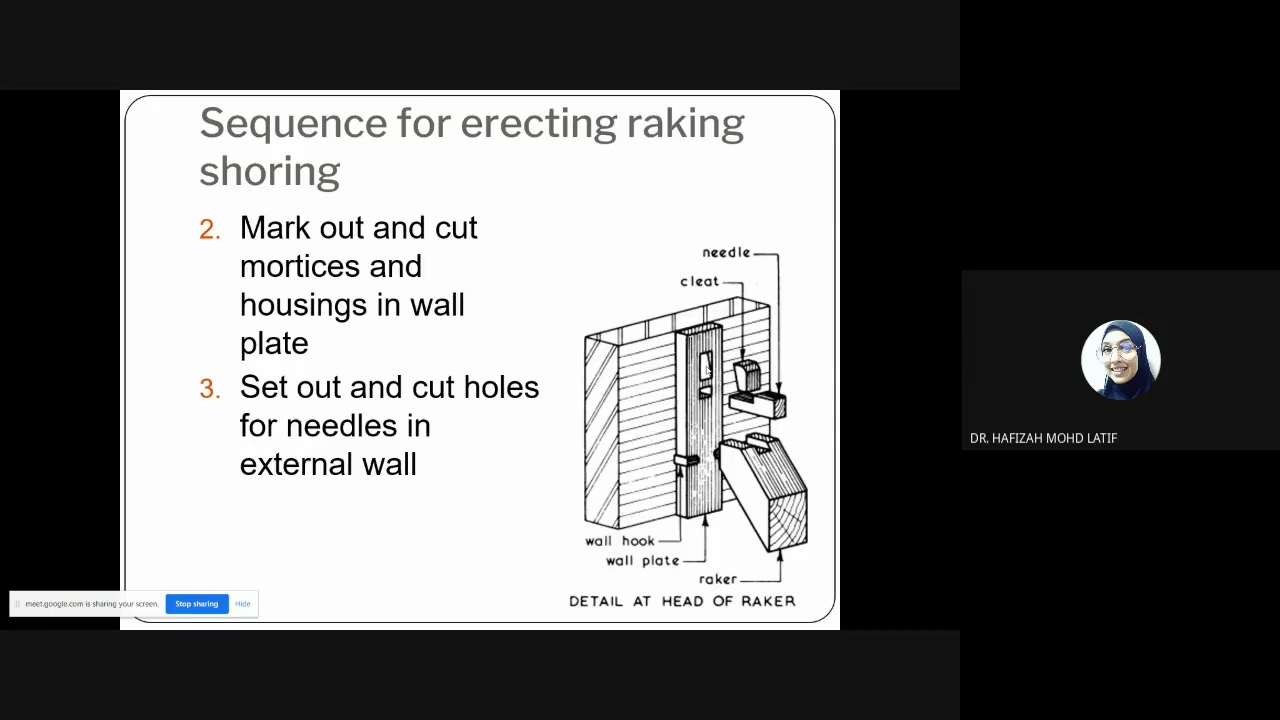 Sequence for erecting raking
shoring
2. Mark out and cut
mortices and
housings in wall
plate
3. Set out and cut holes
for needles in
external wall
needle
cleat
wall hook
wall plate
raker
DETAIL AT HEAD OF RAKER
meet.google.com is sharing your screen. Stop sharing Hide
DR. HAFIZAH MOHD LATIF